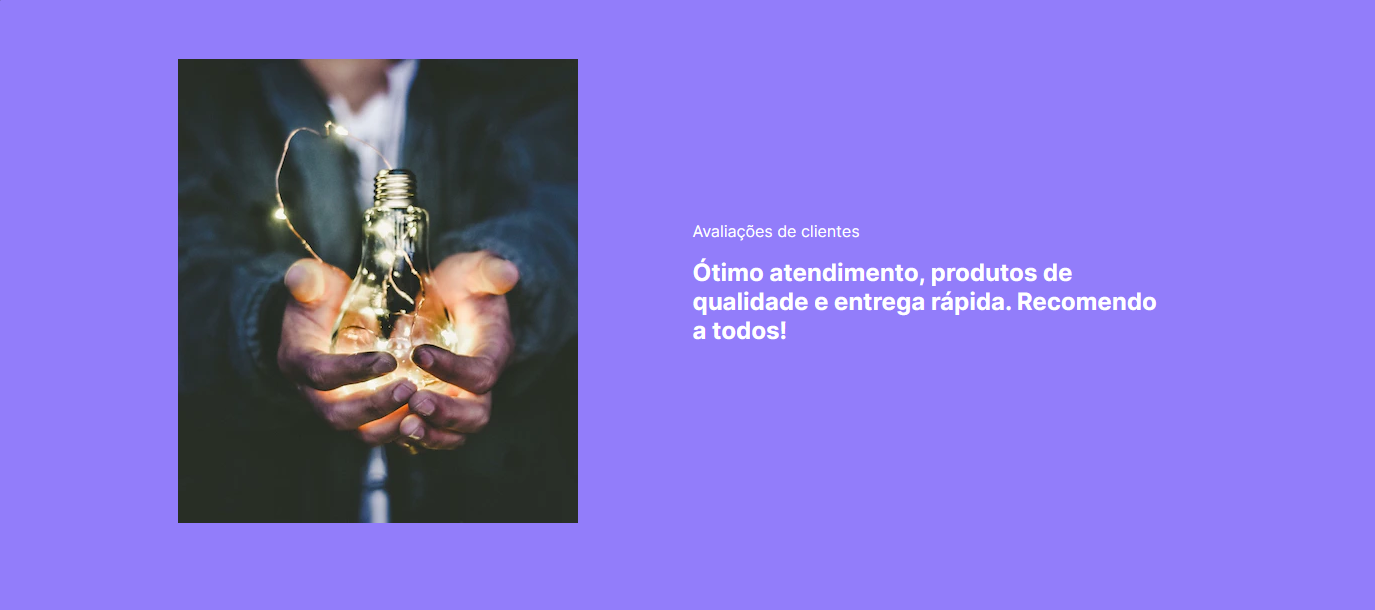 Avaliações de clientes
Ótimo atendimento, produtos de
qualidade e entrega rápida. Recomendo
a todos!